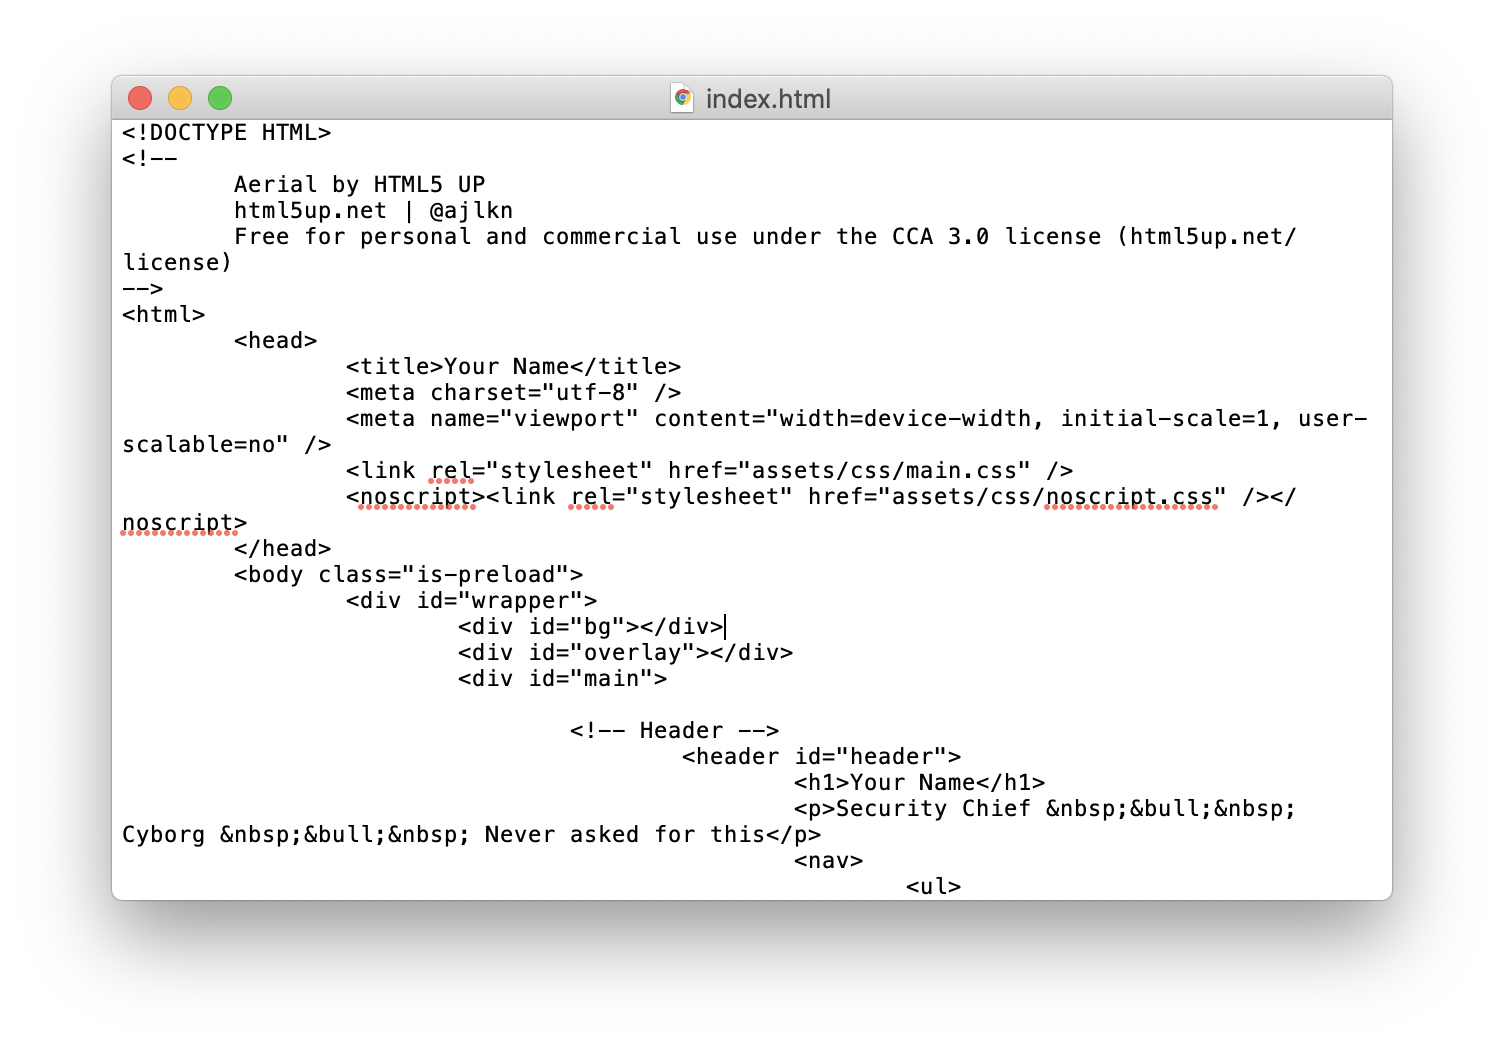 index.html
<!DOCTYPE HTML>
<!--
Aerial by HTML5 UP
html5up.net | @ajlkn
Free for personal and commercial use under the CCA 3.0 license (html5up.net/
license)
-->
<html>
<head>
<title>Your Name</title>
<meta charset="utf-8" />
<meta name="viewport" content="width=device-width, initial-scale=1, user-
scalable=no" />
<link rel="stylesheet" href="assets/css/main.css" />
<noscript><link rel="stylesheet" href="assets/css/noscript.css" /></
noscript>
</head>
<body class="is-preload">
<div id="wrapper">
<div id="bg"></div>
<div id="overlay"></div>
<div id="main">
<!-- Header -->
<header id="header">
<h1>Your Name</h1>
<p>Security Chief &nbsp;&bull;&nbsp;
Cyborg &nbsp;&bull;&nbsp; Never asked for this</p>
<nav>
<ul>